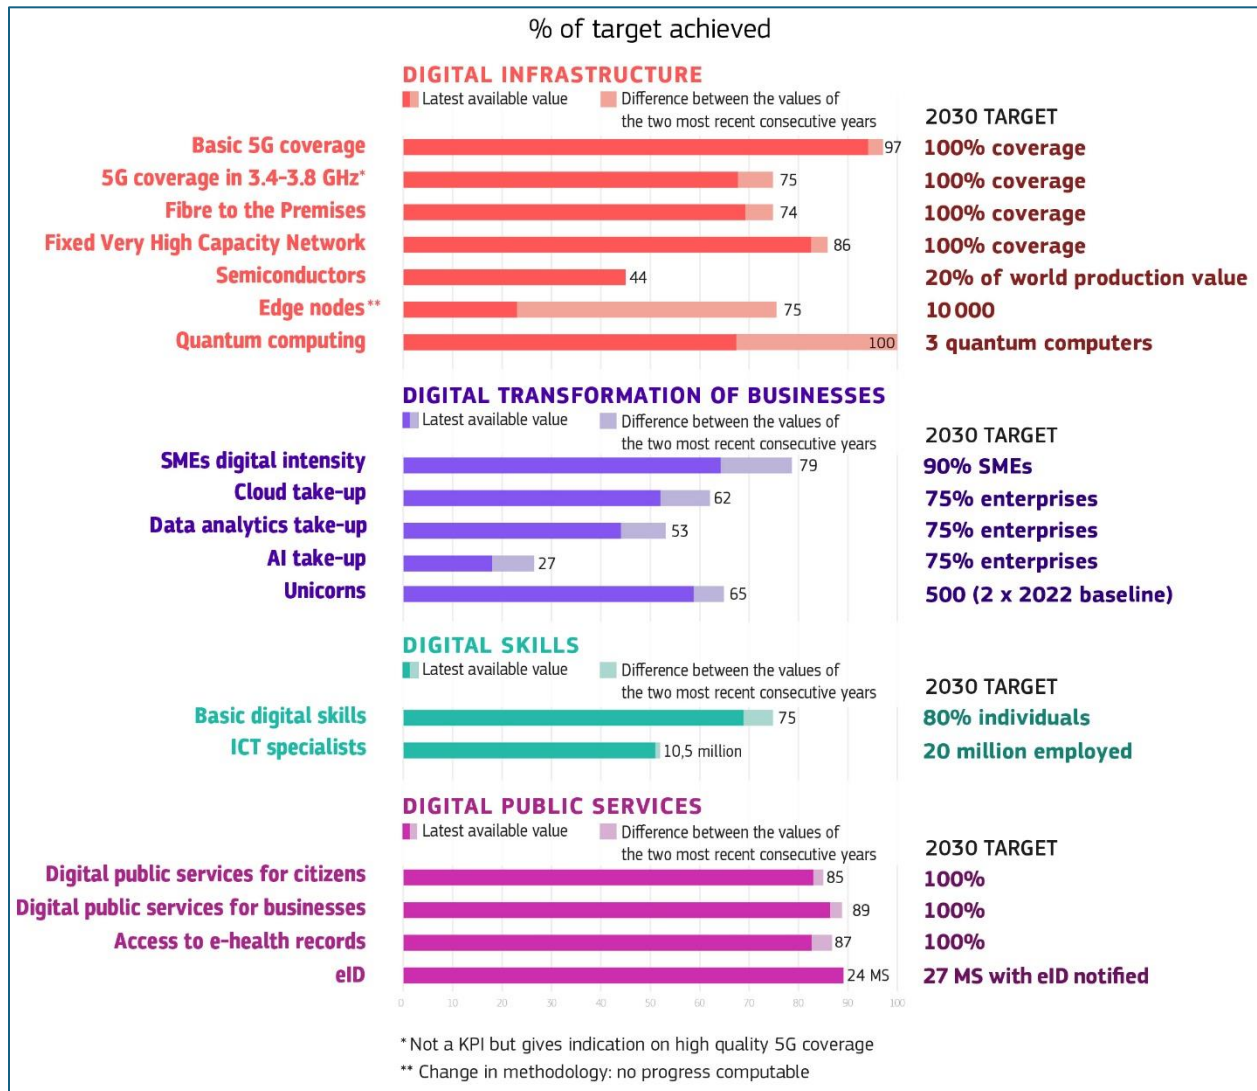 % of target achieved
DIGITAL INFRASTRUCTURE
Latest available value
Difference between the values of
the two most recent consecutive years
2030 TARGET
Basic 5G coverage 97 100% coverage
5G coverage in 3.4-3.8 GHz* 75 100% coverage
Fibre to the Premises 74 100% coverage
Fixed Very High Capacity Network 86 100% coverage
Semiconductors 44 20% of world production value
Edge nodes** 75 10 000
Quantum computing 100 3 quantum computers
DIGITAL TRANSFORMATION OF BUSINESSES
Latest available value
Difference between the values of
the two most recent consecutive years
2030 TARGET
SMEs digital intensity 79 90% SMEs
Cloud take-up 62 75% enterprises
Data analytics take-up 53 75% enterprises
AI take-up 27 75% enterprises
Unicorns 65 500 (2 x 2022 baseline)
DIGITAL SKILLS
Latest available value
Difference between the values of
the two most recent consecutive years
2030 TARGET
Basic digital skills 75 80% individuals
ICT specialists 10,5 million 20 million employed
DIGITAL PUBLIC SERVICES
Latest available value
Difference between the values of
the two most recent consecutive years
2030 TARGET
Digital public services for citizens 85 100%
Digital public services for businesses 89 100%
Access to e-health records 87 100%
eID 24 MS 27 MS with eID notified
0 10 20 30 40 50 60 70 80 90 100
* Not a KPI but gives indication on high quality 5G coverage
** Change in methodology: no progress computable